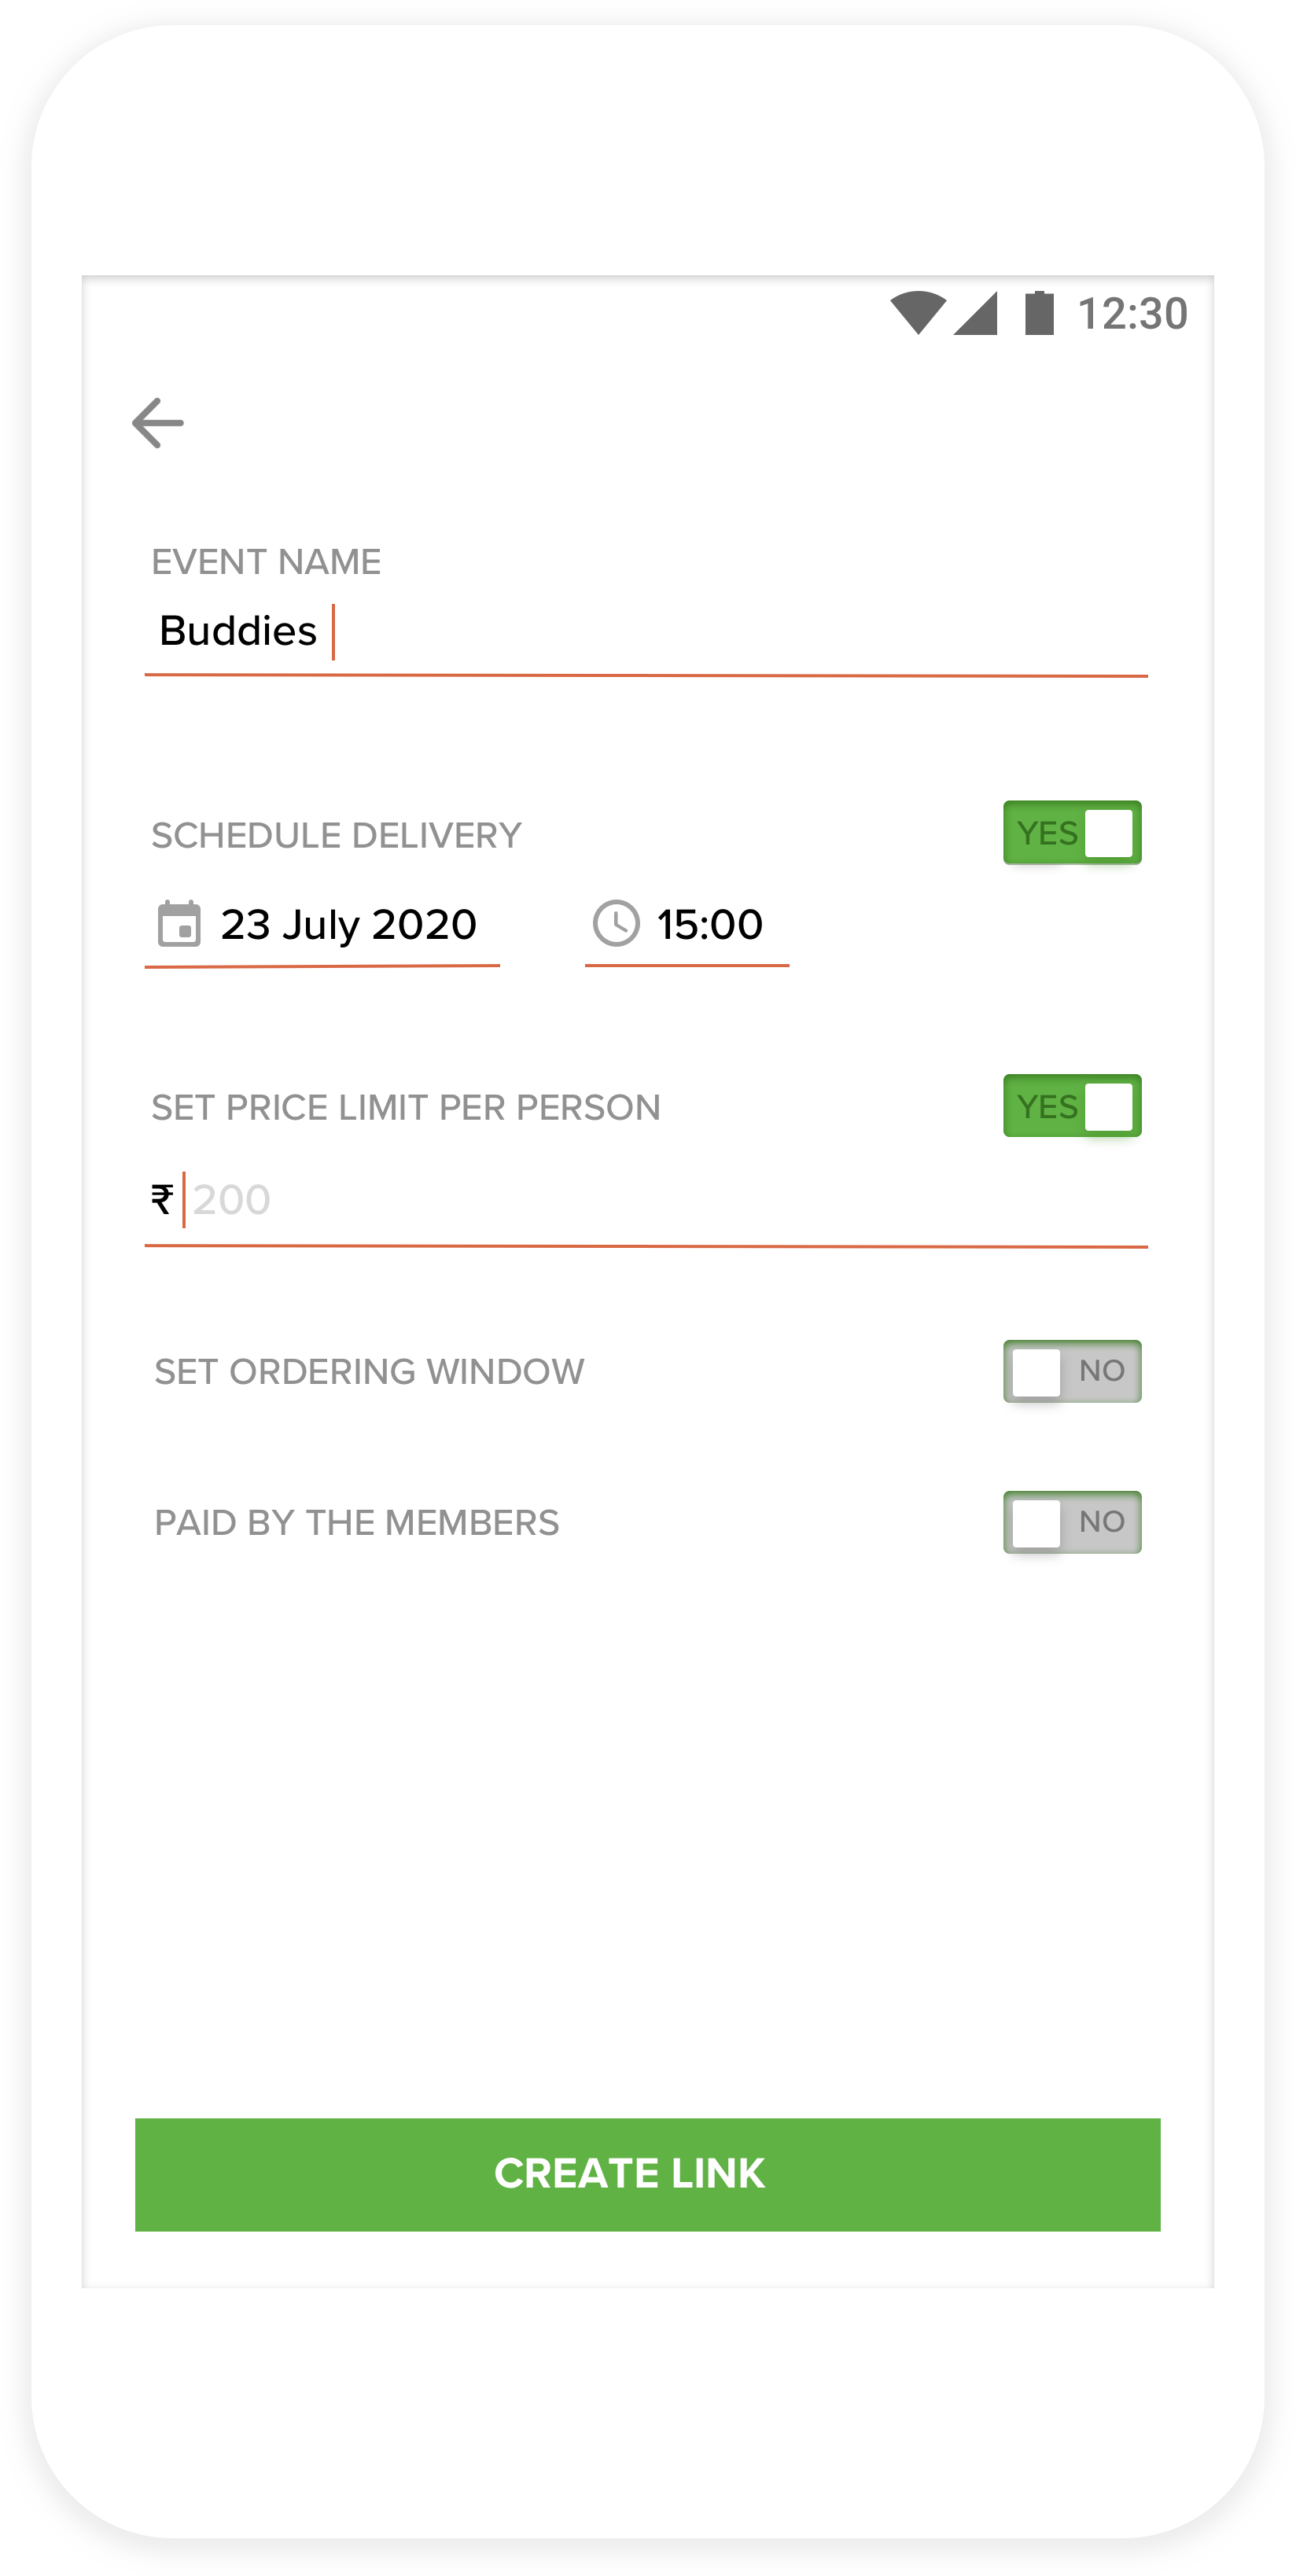 12:30
EVENT NAME
Buddies
SCHEDULE DELIVERY YES
23 July 2020 15:00
SET PRICE LIMIT PER PERSON YES
₹ 200
SET ORDERING WINDOW NO
PAID BY THE MEMBERS NO
CREATE LINK